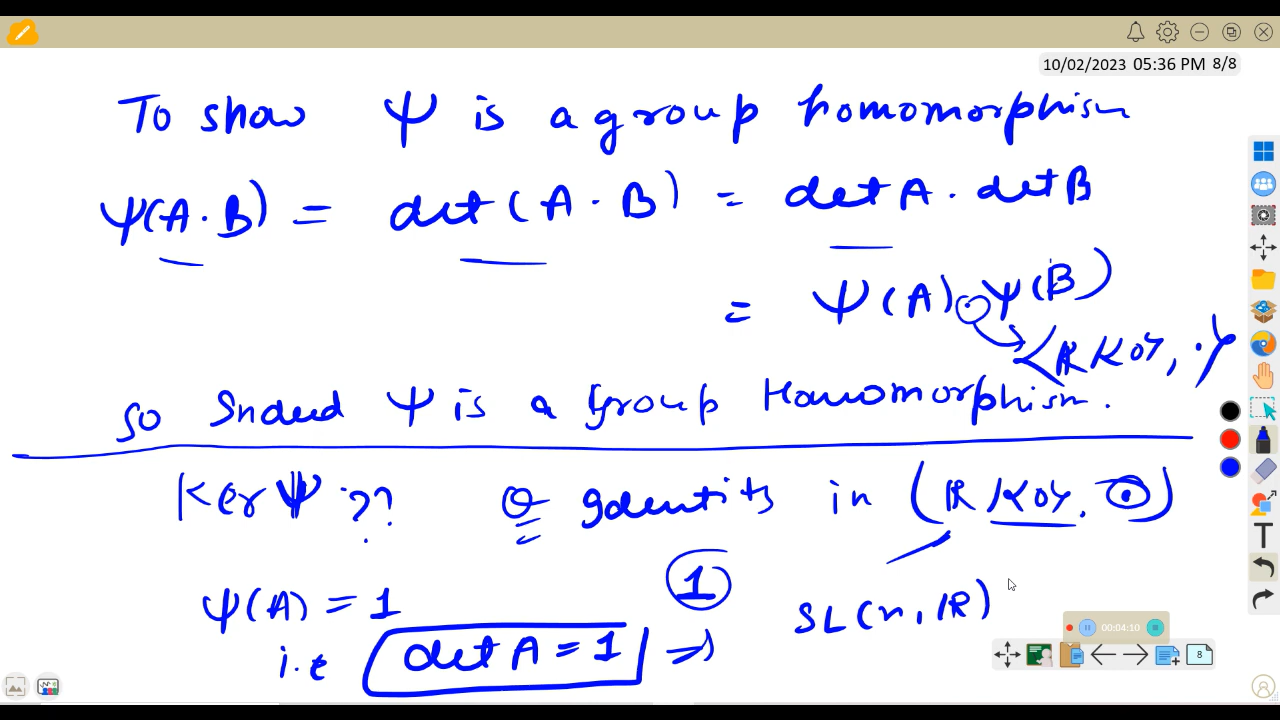 10/02/2023 05:36 PM 8/8
To show Ψ is a group homomorphism
Ψ(A·B) = det(A·B) = det A · det B
= Ψ(A) · Ψ(B)
<ℝ \ {0}, ·>
So Indeed Ψ is a Group Homomorphism.
Ker Ψ ?? Identity in (ℝ \ {0}, ·)
1
Ψ(A) = 1
SL(n, ℝ)
i.e det A = 1 ⇒
00:04:10
8
T